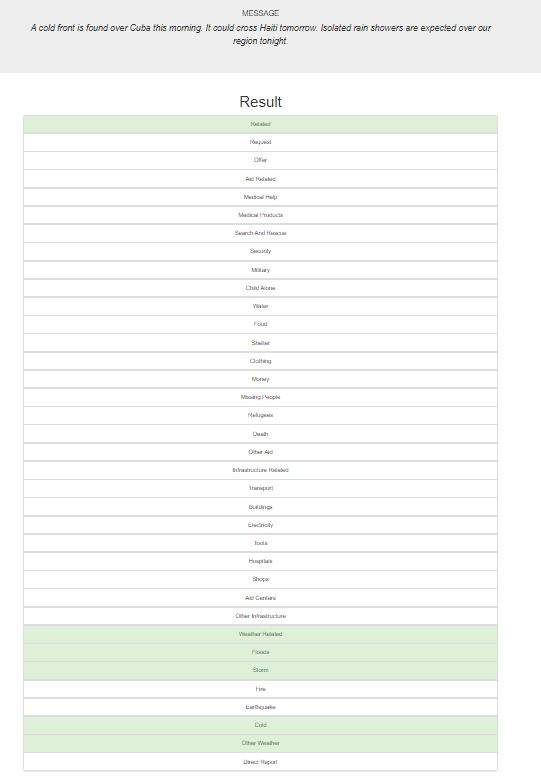 MESSAGE
A cold front is found over Cuba this morning. It could cross Haiti tomorrow. Isolated rain showers are expected over our
region tonight.
Result
Related
Request
Offer
Aid Related
Medical Help
Medical Products
Search And Rescue
Security
Military
Child Alone
Water
Food
Shelter
Clothing
Money
Missing People
Refugees
Death
Other Aid
Infrastructure Related
Transport
Buildings
Electricity
Tools
Hospitals
Shops
Aid Centers
Other Infrastructure
Weather Related
Floods
Storm
Fire
Earthquake
Cold
Other Weather
Direct Report